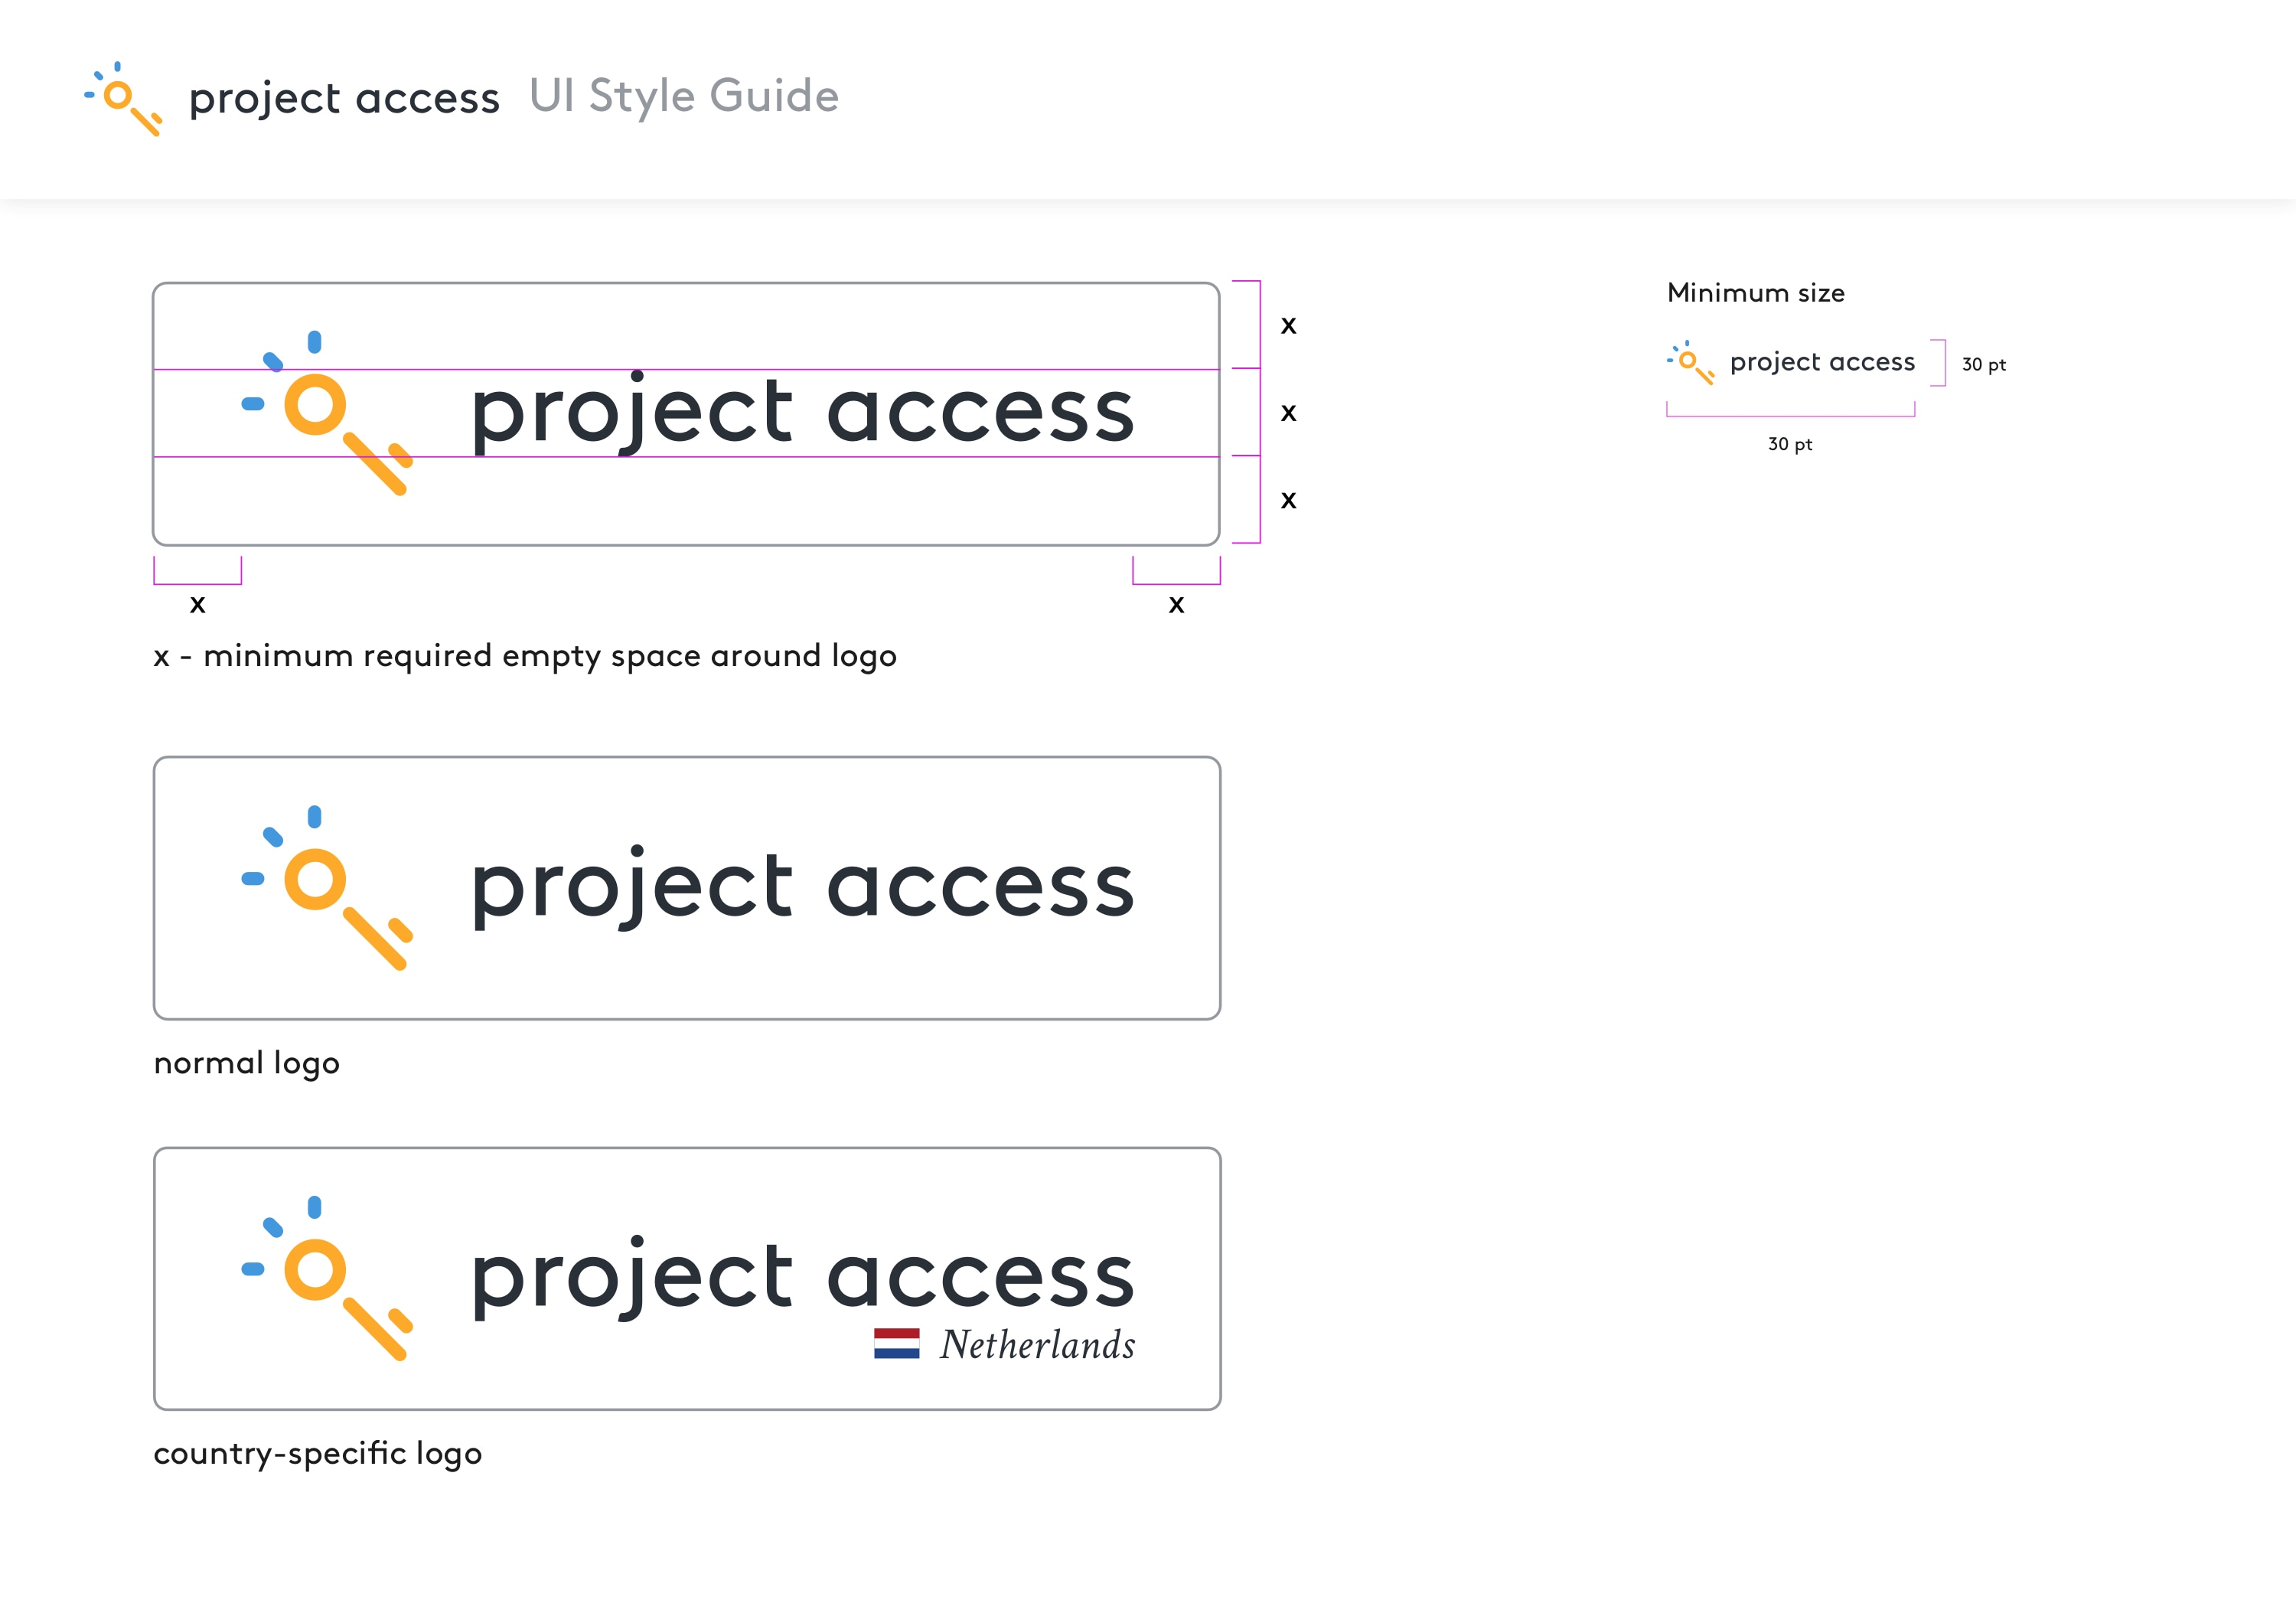 project access UI Style Guide
project access
x
x
x
x
x
x - minimum required empty space around logo
Minimum size
project access
30 pt
30 pt
project access
normal logo
project access
Netherlands
country-specific logo